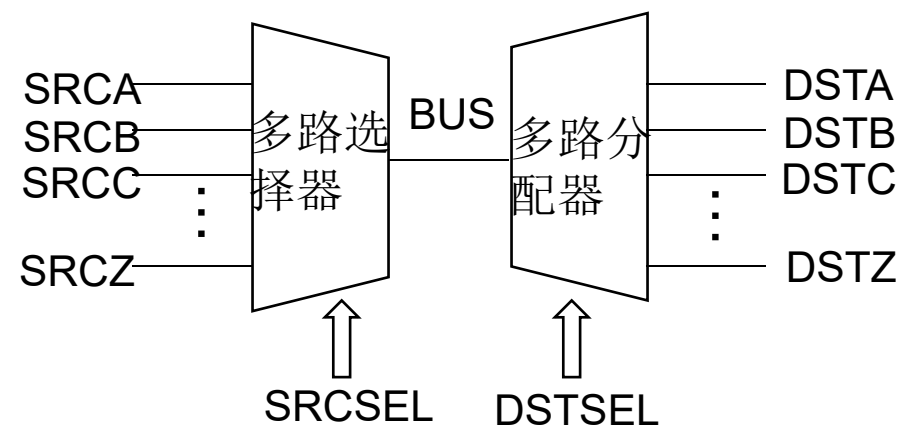 SRCA
SRCB
SRCC
SRCZ
多路选
择器
BUS
多路分
配器
DSTA
DSTB
DSTC
DSTZ
SRCSEL
DSTSEL